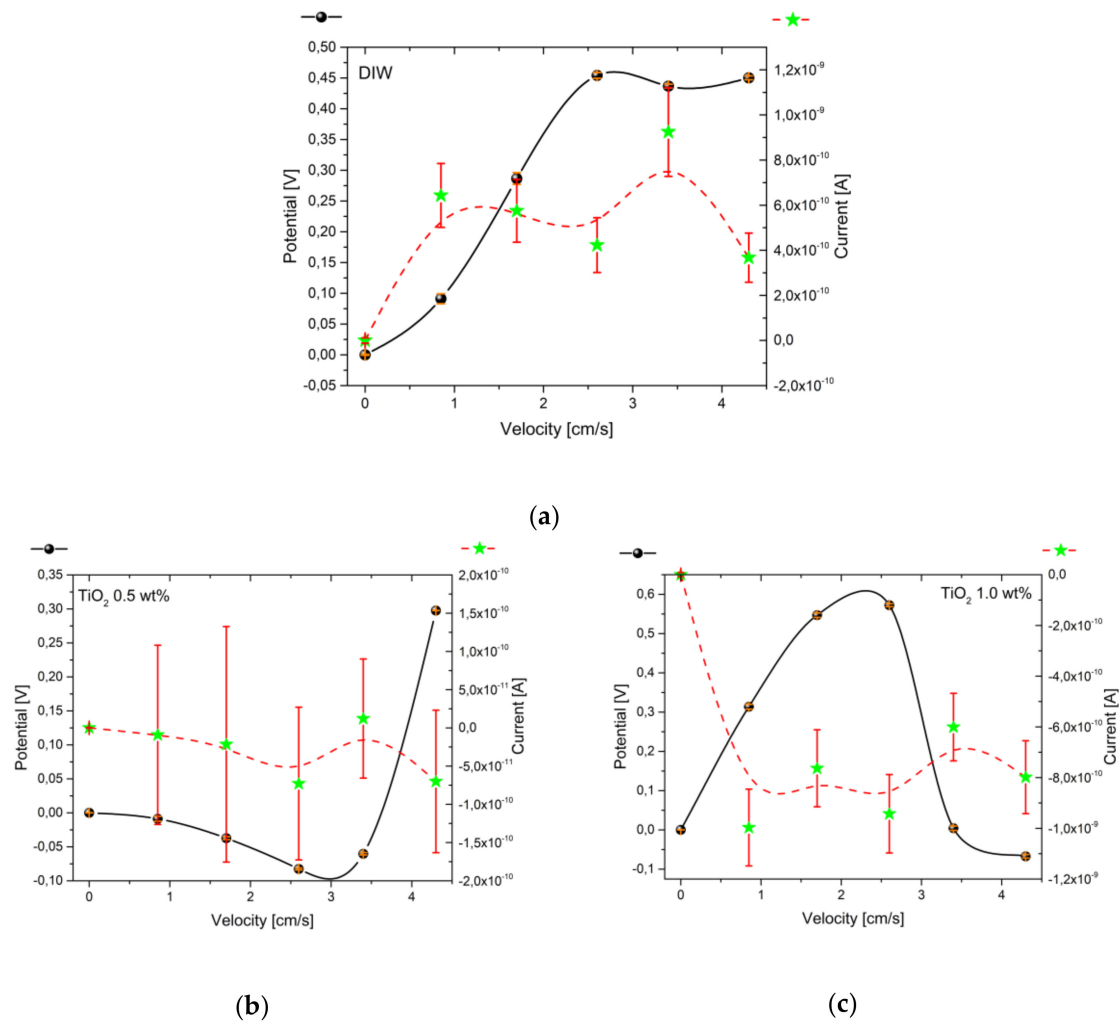 DIW
0,50
0,45
0,40
0,35
0,30
0,25
0,20
0,15
0,10
0,05
0,00
-0,05
Potential [V]
1,2x10⁻⁹
1,0x10⁻⁹
8,0x10⁻¹⁰
6,0x10⁻¹⁰
4,0x10⁻¹⁰
2,0x10⁻¹⁰
0,0
-2,0x10⁻¹⁰
Current [A]
0 1 2 3 4
Velocity [cm/s]
(a)
TiO₂ 0.5 wt%
0,35
0,30
0,25
0,20
0,15
0,10
0,05
0,00
-0,05
-0,10
Potential [V]
2,0x10⁻¹⁰
1,5x10⁻¹⁰
1,0x10⁻¹⁰
5,0x10⁻¹¹
0,0
-5,0x10⁻¹¹
-1,0x10⁻¹⁰
-1,5x10⁻¹⁰
-2,0x10⁻¹⁰
Current [A]
0 1 2 3 4
Velocity [cm/s]
(b)
TiO₂ 1.0 wt%
0,6
0,5
0,4
0,3
0,2
0,1
0,0
-0,1
Potential [V]
0,0
-2,0x10⁻¹⁰
-4,0x10⁻¹⁰
-6,0x10⁻¹⁰
-8,0x10⁻¹⁰
-1,0x10⁻⁹
-1,2x10⁻⁹
Current [A]
0 1 2 3 4
Velocity [cm/s]
(c)